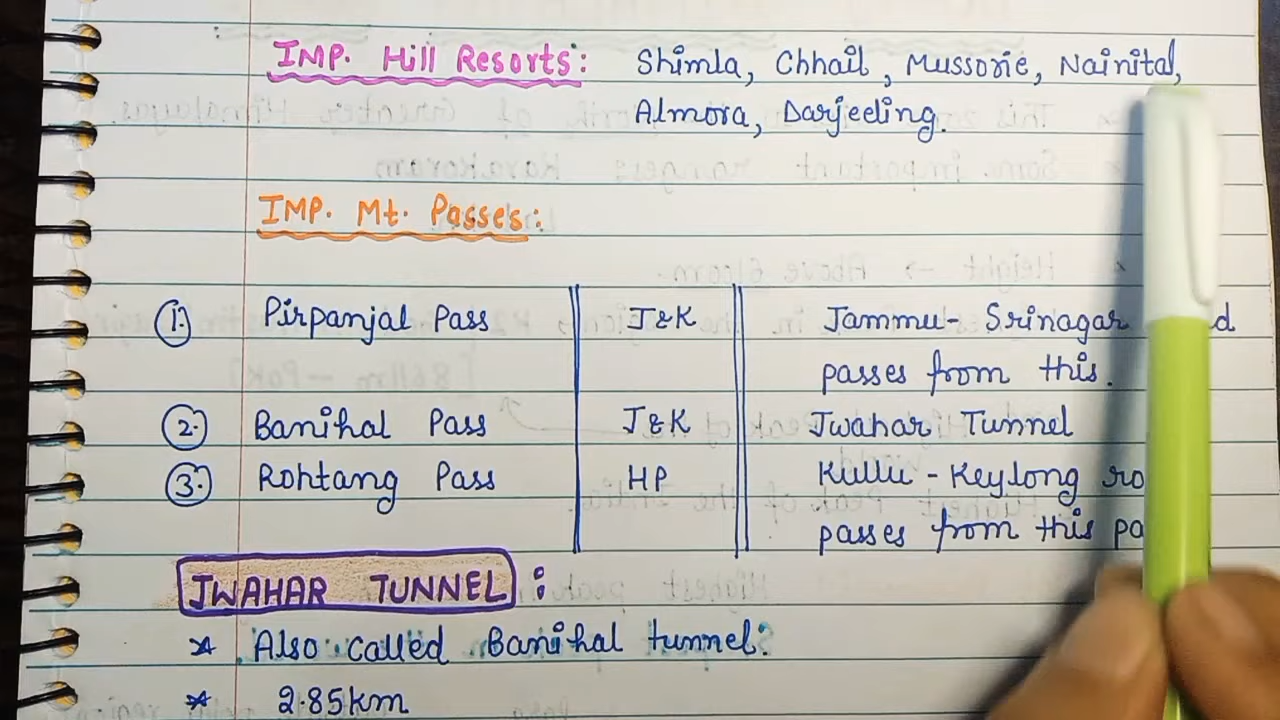 IMP. Hill Resorts: Shimla, Chhail, Mussorie, Nainital,
Almora, Darjeeling.
IMP. Mt. Passes:
1. Pirpanjal Pass J&K Jammu- Srinagar
passes from this.
2. Banihal Pass J&K Jwahar Tunnel
3. Rohtang Pass HP Kullu - Keylong
passes from this
JWAHAR TUNNEL:
* Also called Banihal tunnel.
* 2.85km